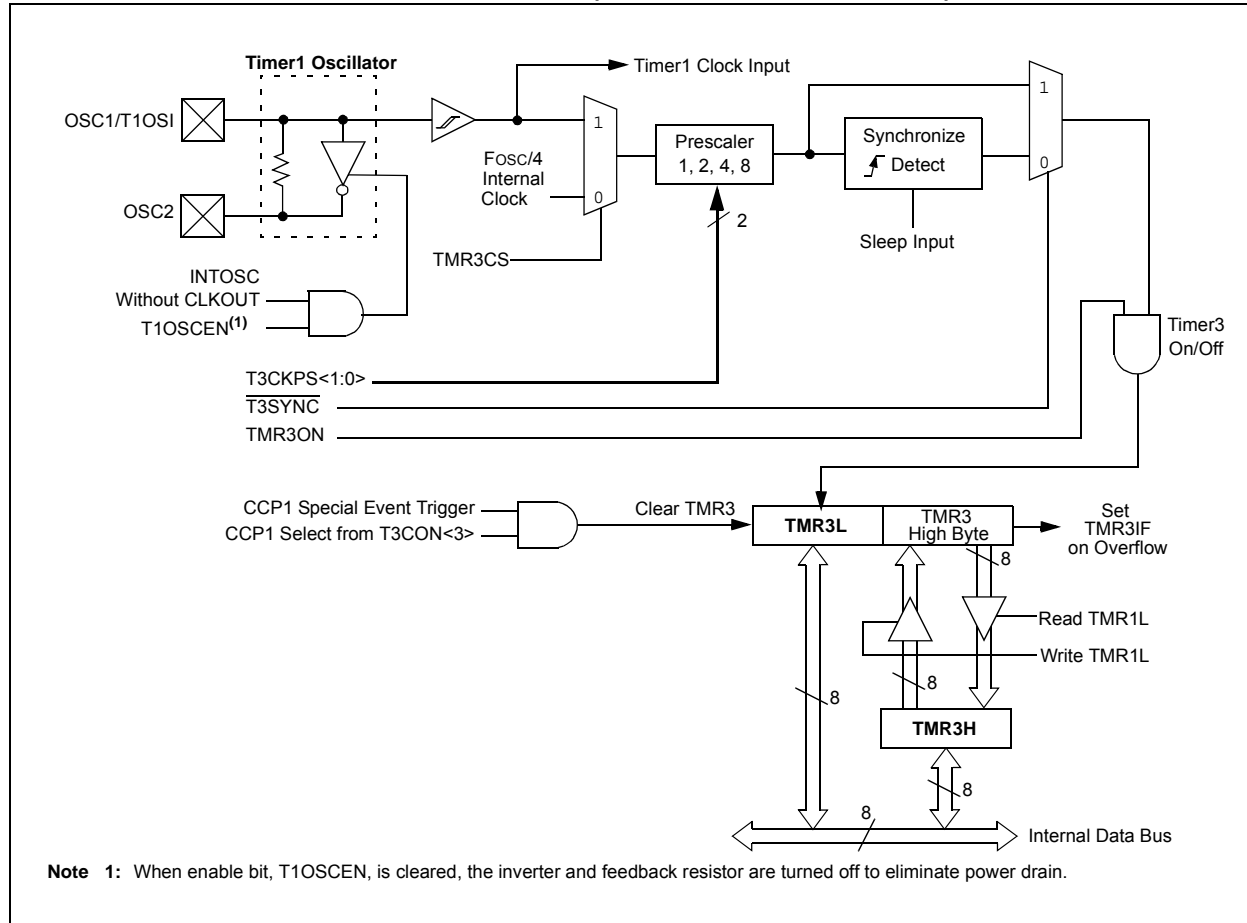 Timer1 Oscillator
Timer1 Clock Input
OSC1/T1OSI
1
1
Prescaler
1, 2, 4, 8
Synchronize
Detect
FOSC/4
Internal
Clock
0
0
OSC2
2
Sleep Input
TMR3CS
INTOSC
Without CLKOUT
T1OSCEN(1)
Timer3
On/Off
T3CKPS<1:0>
T3SYNC
TMR3ON
CCP1 Special Event Trigger
CCP1 Select from T3CON<3>
Clear TMR3
TMR3L
TMR3
High Byte
Set
TMR3IF
on Overflow
8
Read TMR1L
Write TMR1L
8
8
TMR3H
8
8
Internal Data Bus
Note 1: When enable bit, T1OSCEN, is cleared, the inverter and feedback resistor are turned off to eliminate power drain.